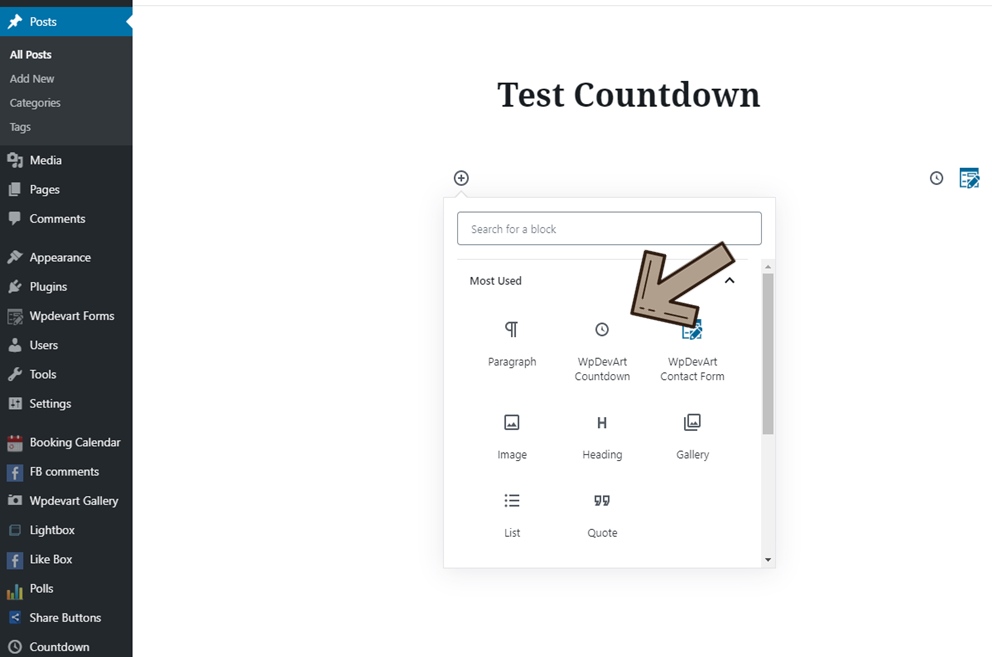 Posts
All Posts
Add New
Categories
Tags
Media
Pages
Comments
Appearance
Plugins
Wpdevart Forms
Users
Tools
Settings
Booking Calendar
FB comments
Wpdevart Gallery
Lightbox
Like Box
Polls
Share Buttons
Countdown
Test Countdown
Search for a block
Most Used
Paragraph
WpDevArt
Countdown
WpDevArt
Contact Form
Image
Heading
Gallery
List
Quote